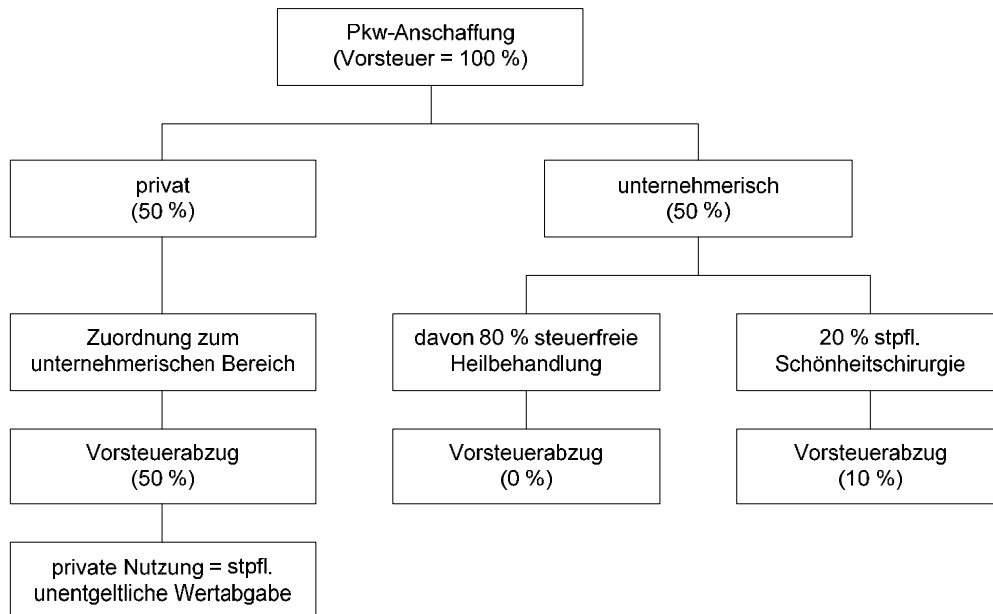 Pkw-Anschaffung
(Vorsteuer = 100 %)
privat
(50 %)
unternehmerisch
(50 %)
Zuordnung zum
unternehmerischen Bereich
davon 80 % steuerfreie
Heilbehandlung
20 % stpfl.
Schönheitschirurgie
Vorsteuerabzug
(50 %)
Vorsteuerabzug
(0 %)
Vorsteuerabzug
(10 %)
private Nutzung = stpfl.
unentgeltliche Wertabgabe